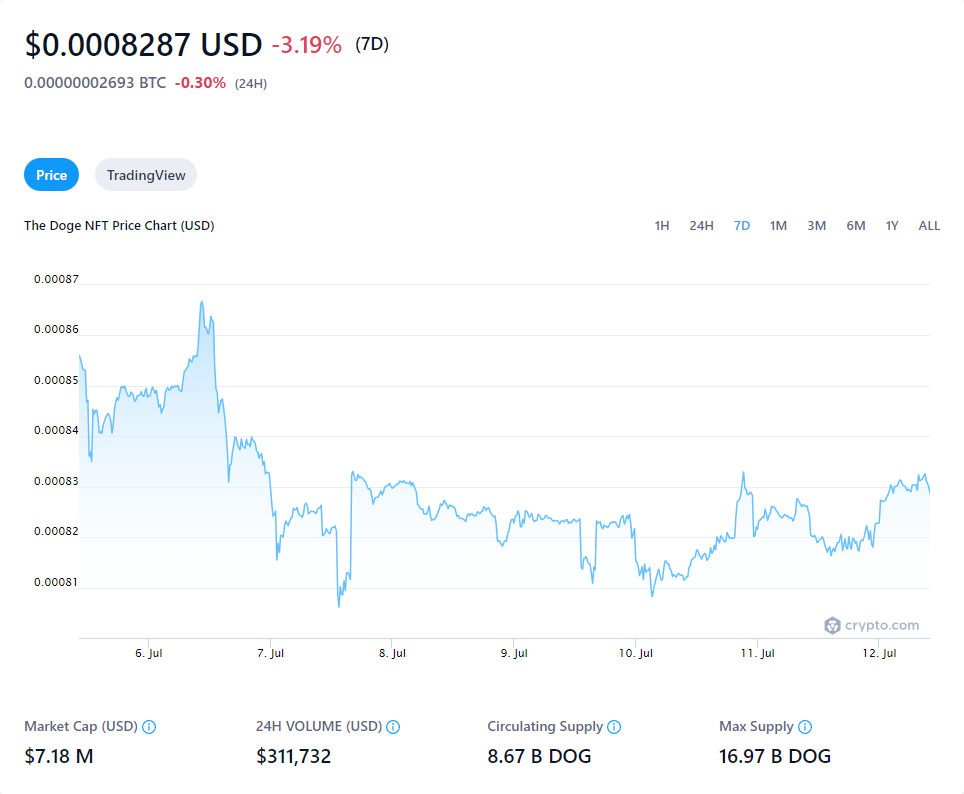 $0.0008287 USD -3.19% (7D)
0.00000002693 BTC -0.30% (24H)
Price TradingView
The Doge NFT Price Chart (USD) 1H 24H 7D 1M 3M 6M 1Y ALL
0.00087
0.00086
0.00085
0.00084
0.00083
0.00082
0.00081
crypto.com
6. Jul 7. Jul 8. Jul 9. Jul 10. Jul 11. Jul 12. Jul
Market Cap (USD) 24H VOLUME (USD) Circulating Supply Max Supply
$7.18 M $311,732 8.67 B DOG 16.97 B DOG